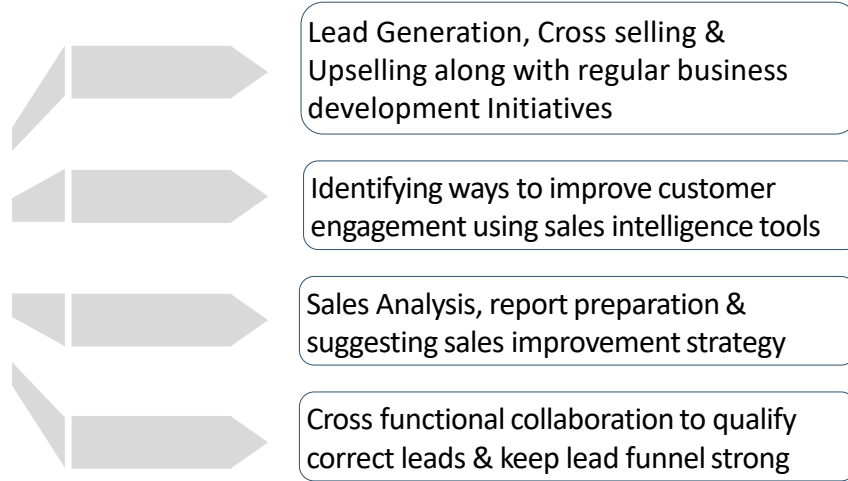 Lead Generation, Cross selling &
Upselling along with regular business
development Initiatives
Identifying ways to improve customer
engagement using sales intelligence tools
Sales Analysis, report preparation &
suggesting sales improvement strategy
Cross functional collaboration to qualify
correct leads & keep lead funnel strong